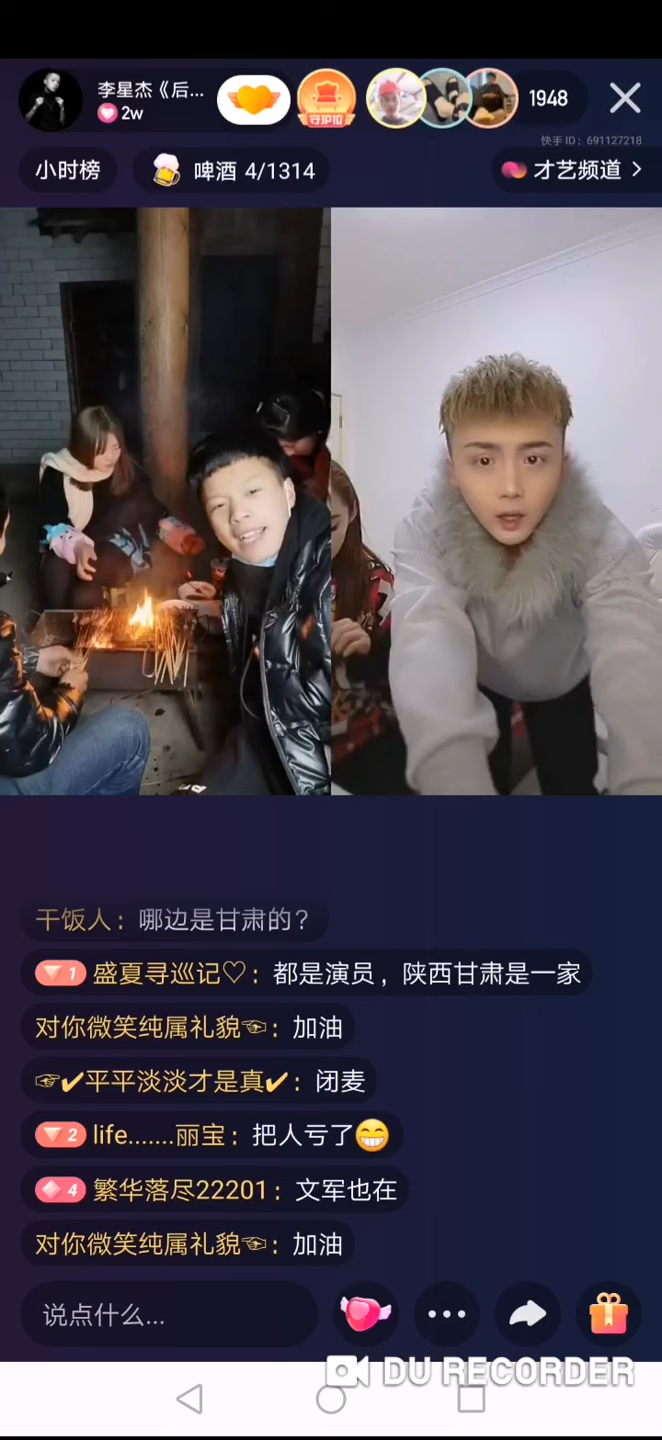 李星杰《后...
2w
守护拉
1948
快手 ID: 691127218
小时榜
啤酒 4/1314
才艺频道
干饭人：哪边是甘肃的？
1 盛夏寻巡记♡：都是演员，陕西甘肃是一家
对你微笑纯属礼貌☜：加油
☞✔平平淡淡才是真✔：闭麦
2 life.......丽宝：把人亏了😁
4 繁华落尽22201：文军也在
对你微笑纯属礼貌☜：加油
说点什么...
DU RECORDER